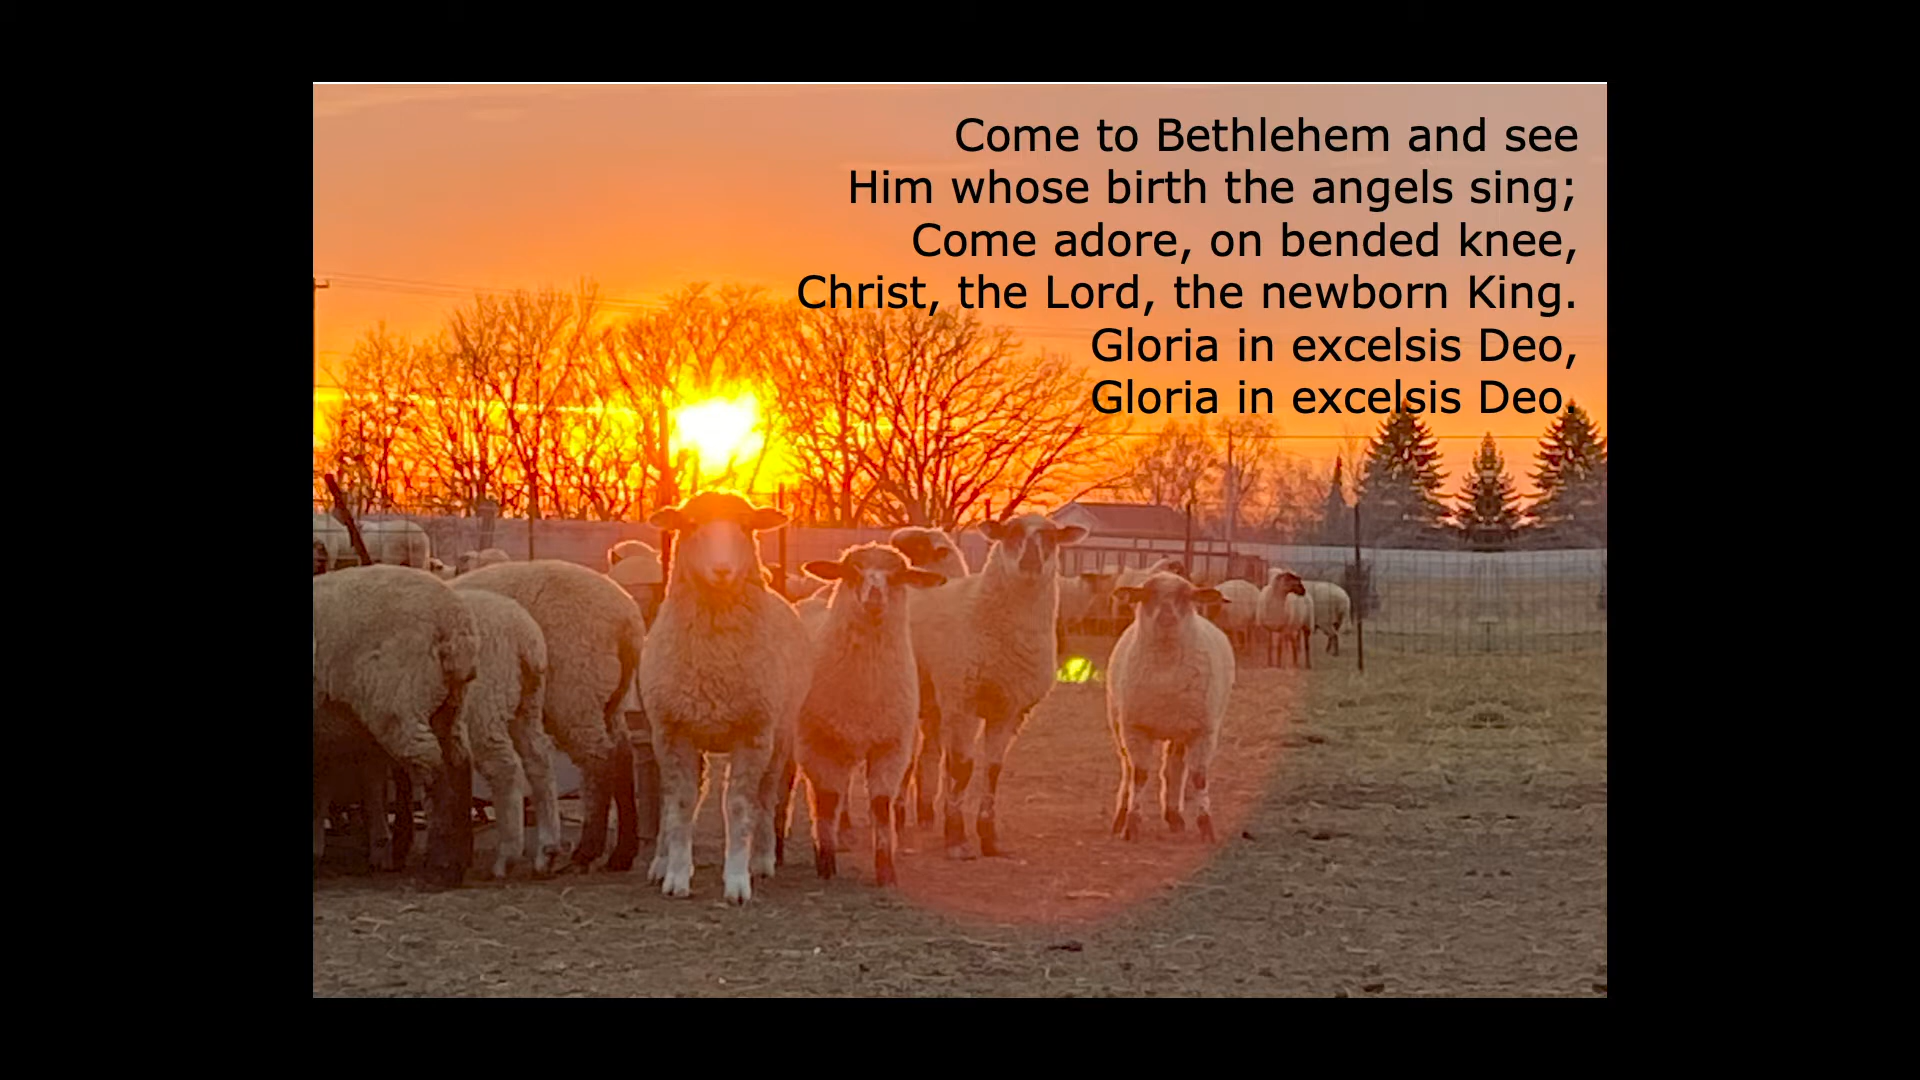 Come to Bethlehem and see
Him whose birth the angels sing;
Come adore, on bended knee,
Christ, the Lord, the newborn King.
Gloria in excelsis Deo,
Gloria in excelsis Deo.